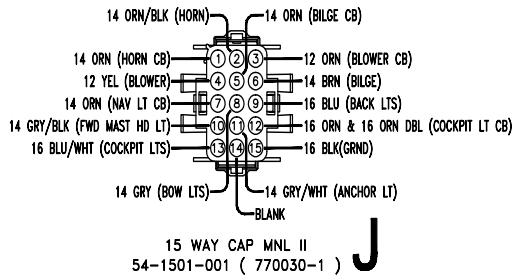 14 ORN/BLK (HORN)
14 ORN (BILGE CB)
14 ORN (HORN CB)
1 2 3
12 ORN (BLOWER CB)
12 YEL (BLOWER)
4 5 6
14 BRN (BILGE)
14 ORN (NAV LT CB)
7 8 9
16 BLU (BACK LTS)
14 GRY/BLK (FWD MAST HD LT)
10 11 12
16 ORN & 16 ORN DBL (COCKPIT LT CB)
16 BLU/WHT (COCKPIT LTS)
13 14 15
16 BLK(GRND)
14 GRY (BOW LTS)
14 GRY/WHT (ANCHOR LT)
BLANK
15 WAY CAP MNL II
54-1501-001 ( 770030-1 )
J